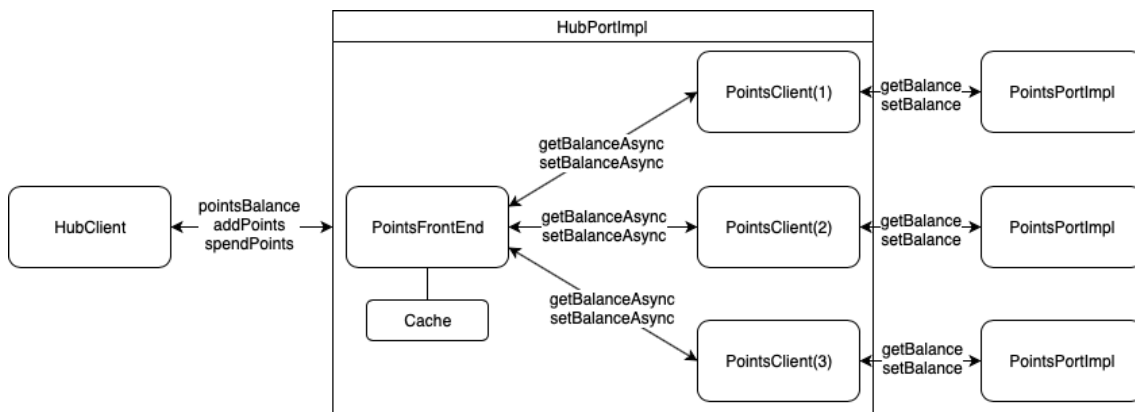 HubPortImpl
PointsClient(1)
getBalance
setBalance
PointsPortImpl
getBalanceAsync
setBalanceAsync
HubClient
pointsBalance
addPoints
spendPoints
PointsFrontEnd
getBalanceAsync
setBalanceAsync
PointsClient(2)
getBalance
setBalance
PointsPortImpl
Cache
getBalanceAsync
setBalanceAsync
PointsClient(3)
getBalance
setBalance
PointsPortImpl